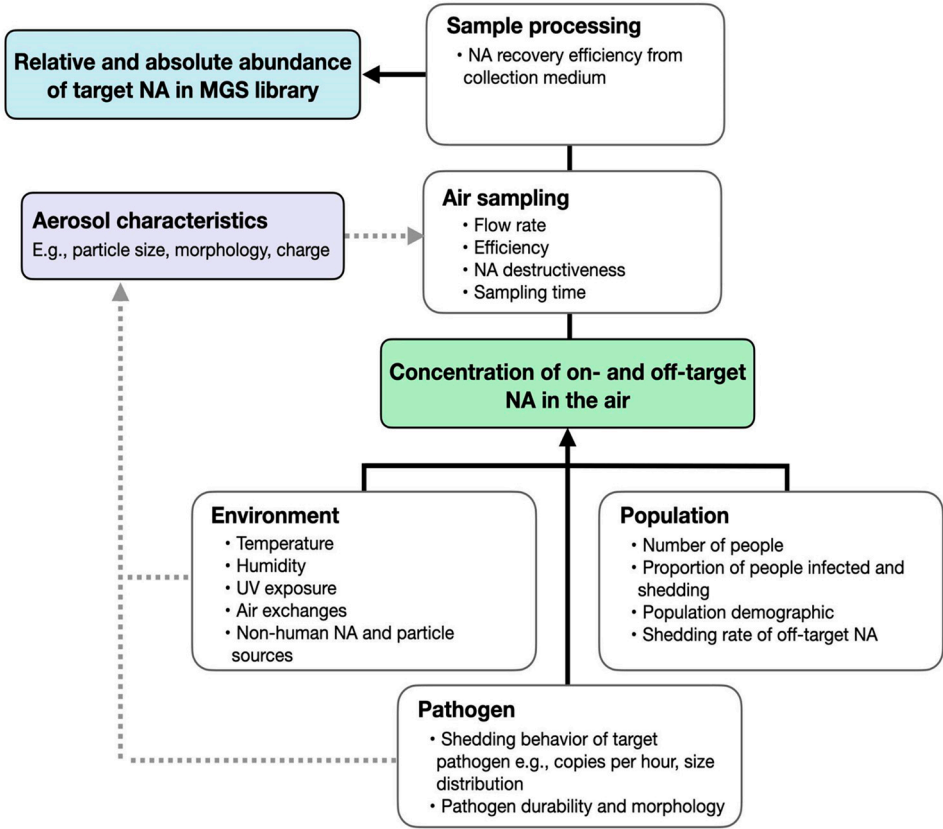 Sample processing
• NA recovery efficiency from
collection medium
Relative and absolute abundance
of target NA in MGS library
Air sampling
• Flow rate
• Efficiency
• NA destructiveness
• Sampling time
Aerosol characteristics
E.g., particle size, morphology, charge
Concentration of on- and off-target
NA in the air
Environment
• Temperature
• Humidity
• UV exposure
• Air exchanges
• Non-human NA and particle
sources
Population
• Number of people
• Proportion of people infected and
shedding
• Population demographic
• Shedding rate of off-target NA
Pathogen
• Shedding behavior of target
pathogen e.g., copies per hour, size
distribution
• Pathogen durability and morphology